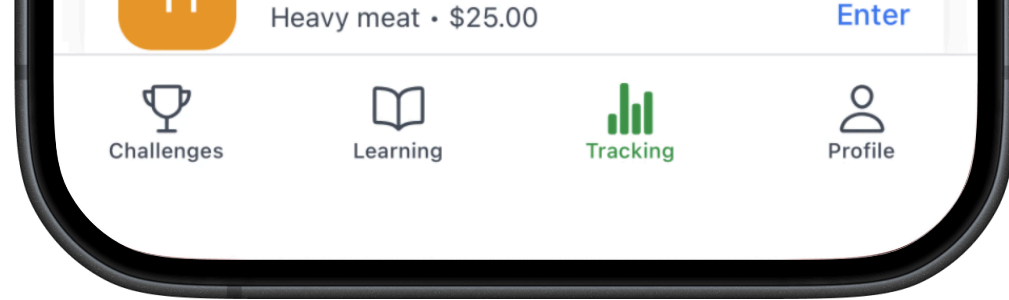 Heavy meat • $25.00
Enter
Challenges
Learning
Tracking
Profile